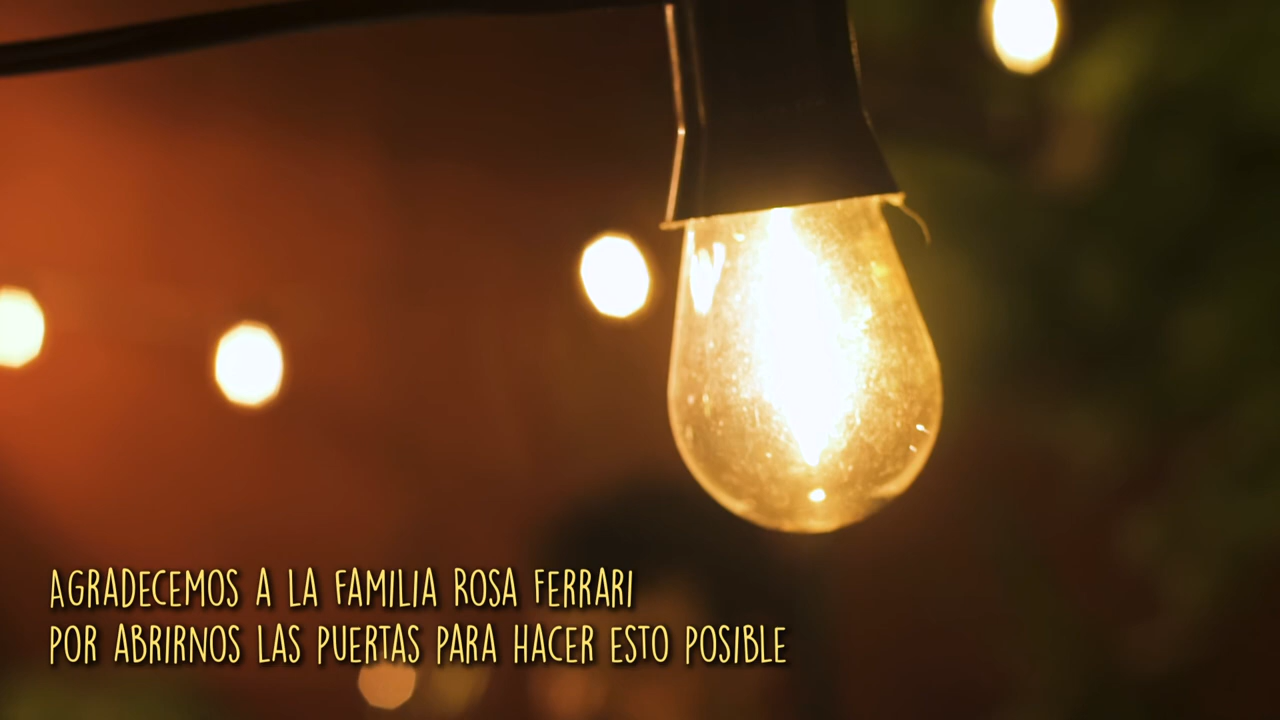 AGRADECEMOS A LA FAMILIA ROSA FERRARI
POR ABRIRNOS LAS PUERTAS PARA HACER ESTO POSIBLE